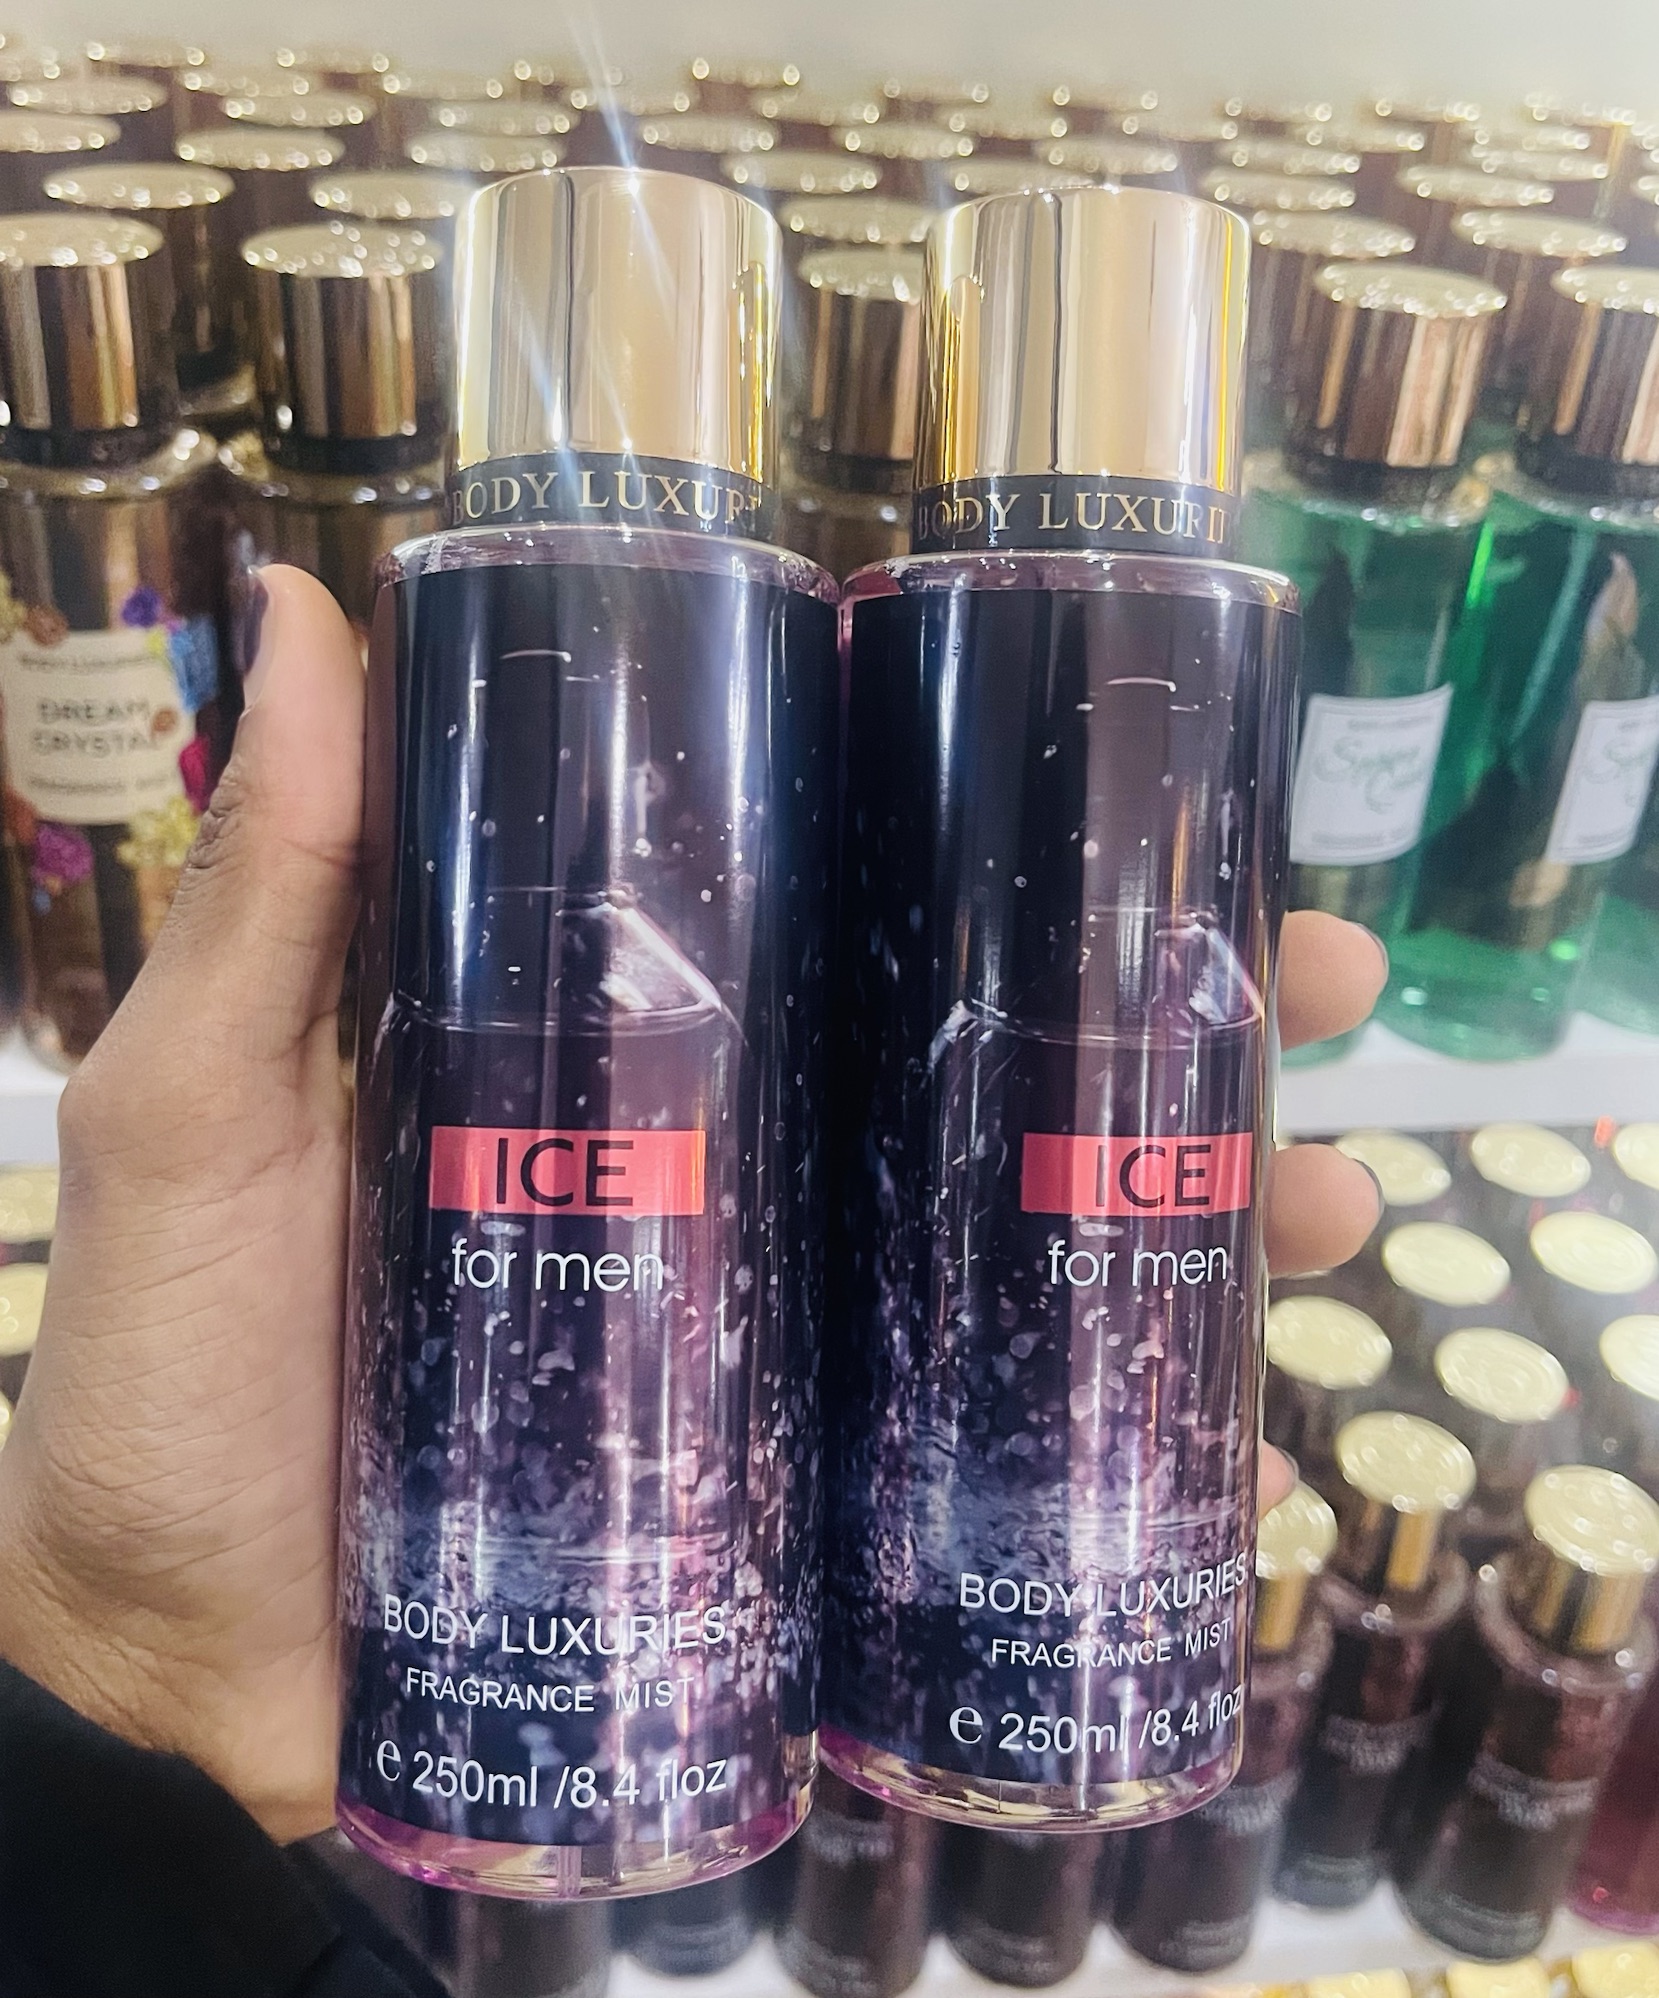 BODY LUXURI
ICE
for men
BODY LUXURIES
FRAGRANCE MIST
e 250ml /8.4 floz
BODY LUXURI
ICE
for men
BODY LUXURIES
FRAGRANCE MIST
e 250ml /8.4 floz
DREAM
CRYSTAL